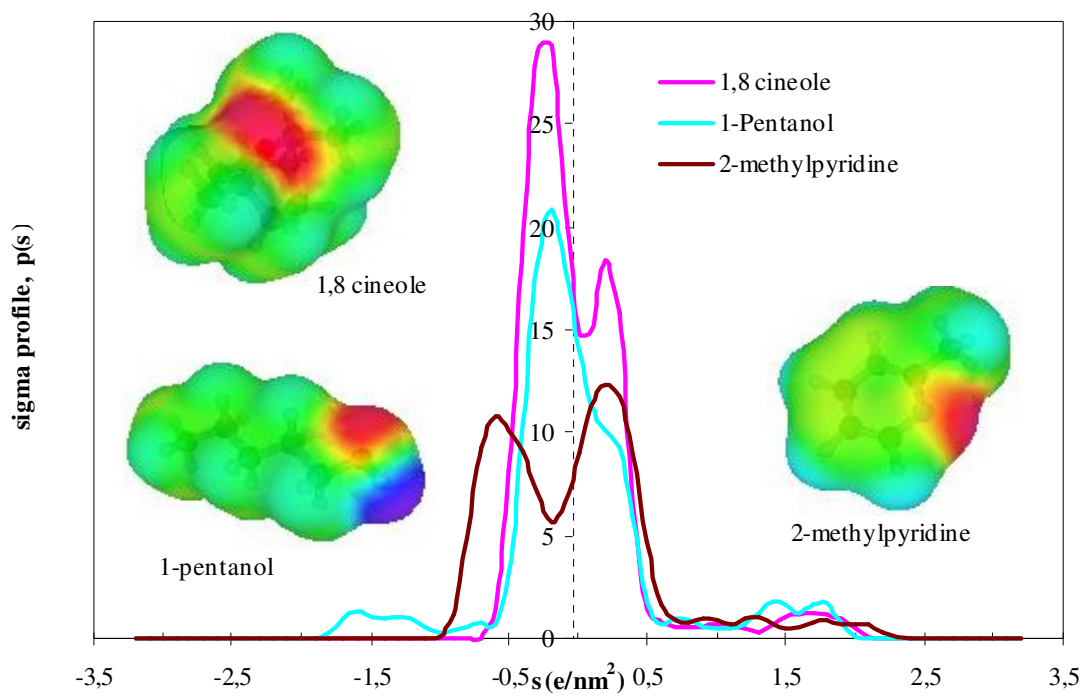 30
25
20
15
10
5
0
sigma profile, p(s)
1,8 cineole
1-Pentanol
2-methylpyridine
1,8 cineole
1-pentanol
2-methylpyridine
-3,5 -2,5 -1,5 -0,5 0,5 1,5 2,5 3,5
s(e/nm²)